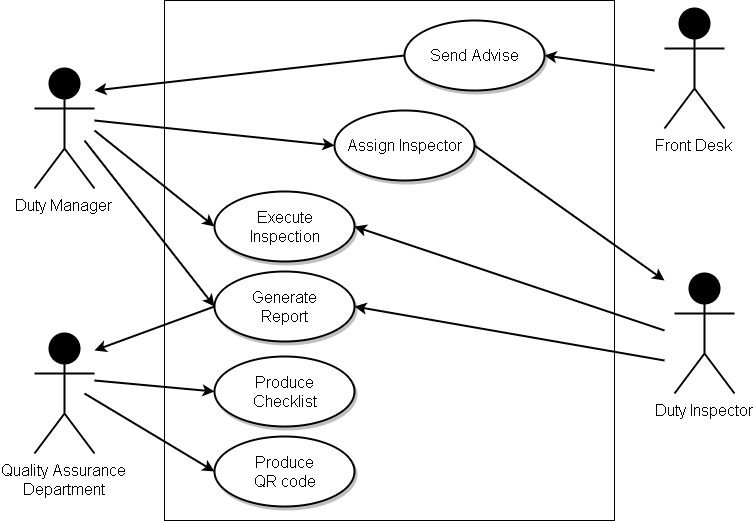 Send Advise
Front Desk
Assign Inspector
Duty Manager
Execute
Inspection
Generate
Report
Produce
Checklist
Duty Inspector
Quality Assurance
Department
Produce
QR code